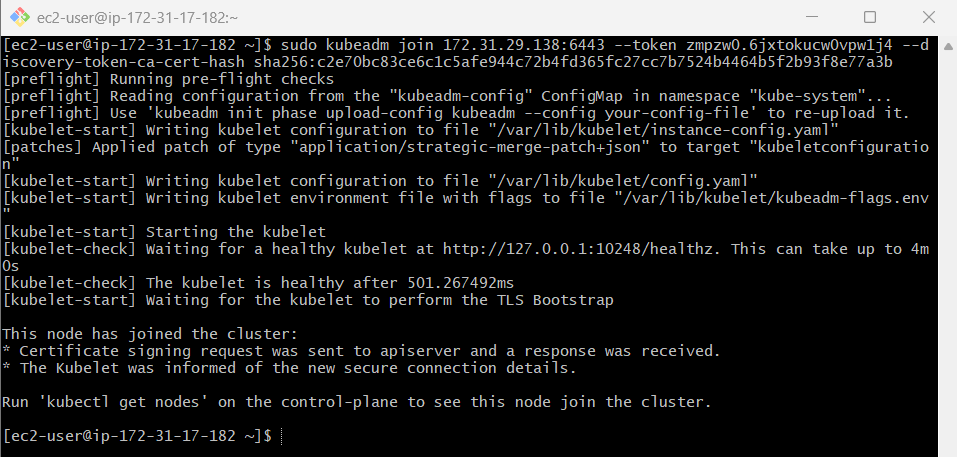 ec2-user@ip-172-31-17-182:~
[ec2-user@ip-172-31-17-182 ~]$ sudo kubeadm join 172.31.29.138:6443 --token zmpzw0.6jxtokucw0vpw1j4 --d
iscovery-token-ca-cert-hash sha256:c2e70bc83ce6c1c5afe944c72b4fd365fc27cc7b7524b4464b5f2b93f8e77a3b
[preflight] Running pre-flight checks
[preflight] Reading configuration from the "kubeadm-config" ConfigMap in namespace "kube-system"...
[preflight] Use 'kubeadm init phase upload-config kubeadm --config your-config-file' to re-upload it.
[kubelet-start] Writing kubelet configuration to file "/var/lib/kubelet/instance-config.yaml"
[patches] Applied patch of type "application/strategic-merge-patch+json" to target "kubeletconfiguratio
n"
[kubelet-start] Writing kubelet configuration to file "/var/lib/kubelet/config.yaml"
[kubelet-start] Writing kubelet environment file with flags to file "/var/lib/kubelet/kubeadm-flags.env
"
[kubelet-start] Starting the kubelet
[kubelet-check] Waiting for a healthy kubelet at http://127.0.0.1:10248/healthz. This can take up to 4m
0s
[kubelet-check] The kubelet is healthy after 501.267492ms
[kubelet-start] Waiting for the kubelet to perform the TLS Bootstrap
This node has joined the cluster:
* Certificate signing request was sent to apiserver and a response was received.
* The Kubelet was informed of the new secure connection details.
Run 'kubectl get nodes' on the control-plane to see this node join the cluster.
[ec2-user@ip-172-31-17-182 ~]$